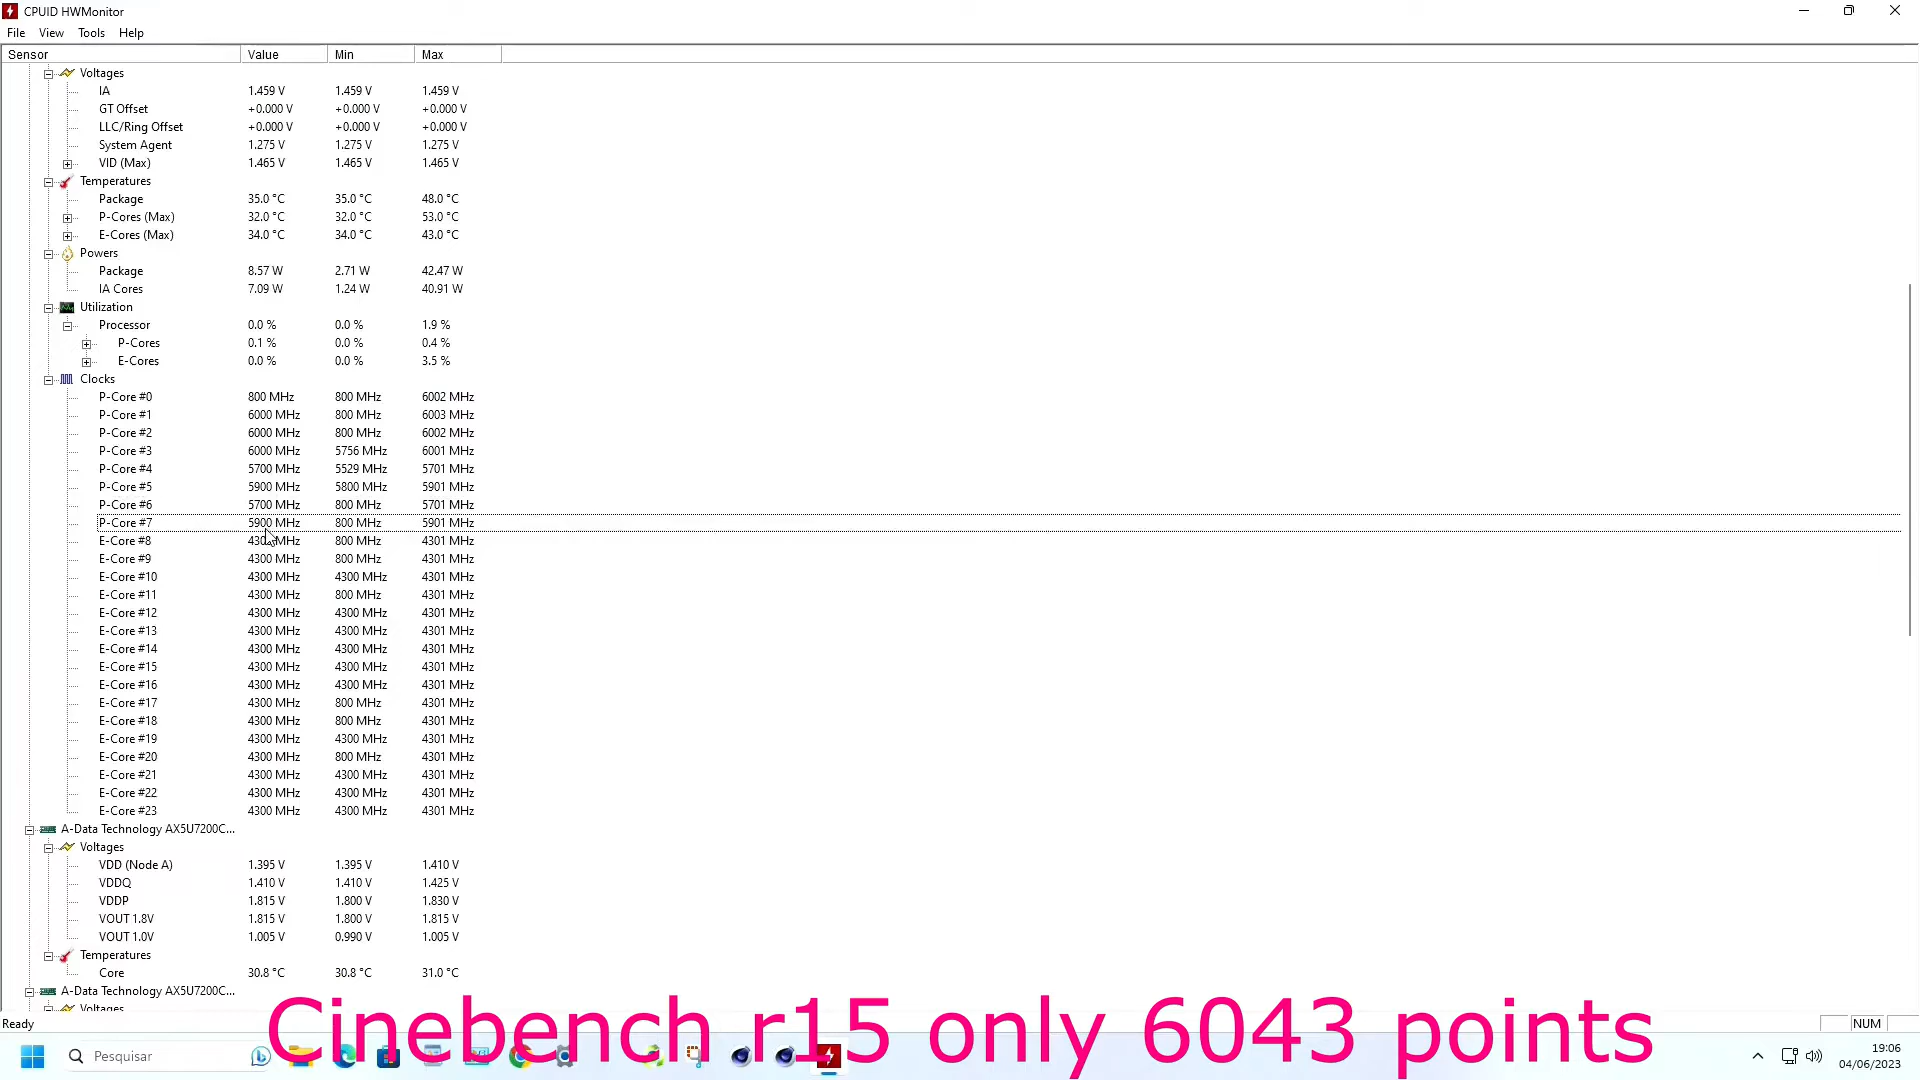 CPUID HWMonitor
File View Tools Help
Sensor Value Min Max
Voltages
IA 1.459 V 1.459 V 1.459 V
GT Offset +0.000 V +0.000 V +0.000 V
LLC/Ring Offset +0.000 V +0.000 V +0.000 V
System Agent 1.275 V 1.275 V 1.275 V
VID (Max) 1.465 V 1.465 V 1.465 V
Temperatures
Package 35.0 °C 35.0 °C 48.0 °C
P-Cores (Max) 32.0 °C 32.0 °C 53.0 °C
E-Cores (Max) 34.0 °C 34.0 °C 43.0 °C
Powers
Package 8.57 W 2.71 W 42.47 W
IA Cores 7.09 W 1.24 W 40.91 W
Utilization
Processor 0.0 % 0.0 % 1.9 %
P-Cores 0.1 % 0.0 % 0.4 %
E-Cores 0.0 % 0.0 % 3.5 %
Clocks
P-Core #0 800 MHz 800 MHz 6002 MHz
P-Core #1 6000 MHz 800 MHz 6003 MHz
P-Core #2 6000 MHz 800 MHz 6002 MHz
P-Core #3 6000 MHz 5756 MHz 6001 MHz
P-Core #4 5700 MHz 5529 MHz 5701 MHz
P-Core #5 5900 MHz 5800 MHz 5901 MHz
P-Core #6 5700 MHz 800 MHz 5701 MHz
P-Core #7 5900 MHz 800 MHz 5901 MHz
E-Core #8 4300 MHz 800 MHz 4301 MHz
E-Core #9 4300 MHz 800 MHz 4301 MHz
E-Core #10 4300 MHz 4300 MHz 4301 MHz
E-Core #11 4300 MHz 800 MHz 4301 MHz
E-Core #12 4300 MHz 4300 MHz 4301 MHz
E-Core #13 4300 MHz 4300 MHz 4301 MHz
E-Core #14 4300 MHz 4300 MHz 4301 MHz
E-Core #15 4300 MHz 4300 MHz 4301 MHz
E-Core #16 4300 MHz 4300 MHz 4301 MHz
E-Core #17 4300 MHz 800 MHz 4301 MHz
E-Core #18 4300 MHz 800 MHz 4301 MHz
E-Core #19 4300 MHz 4300 MHz 4301 MHz
E-Core #20 4300 MHz 800 MHz 4301 MHz
E-Core #21 4300 MHz 4300 MHz 4301 MHz
E-Core #22 4300 MHz 4300 MHz 4301 MHz
E-Core #23 4300 MHz 4300 MHz 4301 MHz
A-Data Technology AX5U7200C...
Voltages
VDD (Node A) 1.395 V 1.395 V 1.410 V
VDDQ 1.410 V 1.410 V 1.425 V
VDDP 1.815 V 1.800 V 1.830 V
VOUT 1.8V 1.815 V 1.800 V 1.815 V
VOUT 1.0V 1.005 V 0.990 V 1.005 V
Temperatures
Core 30.8 °C 30.8 °C 31.0 °C
A-Data Technology AX5U7200C...
Voltages
Ready NUM
Cinebench r15 only 6043 points
Pesquisar
19:06
04/06/2023